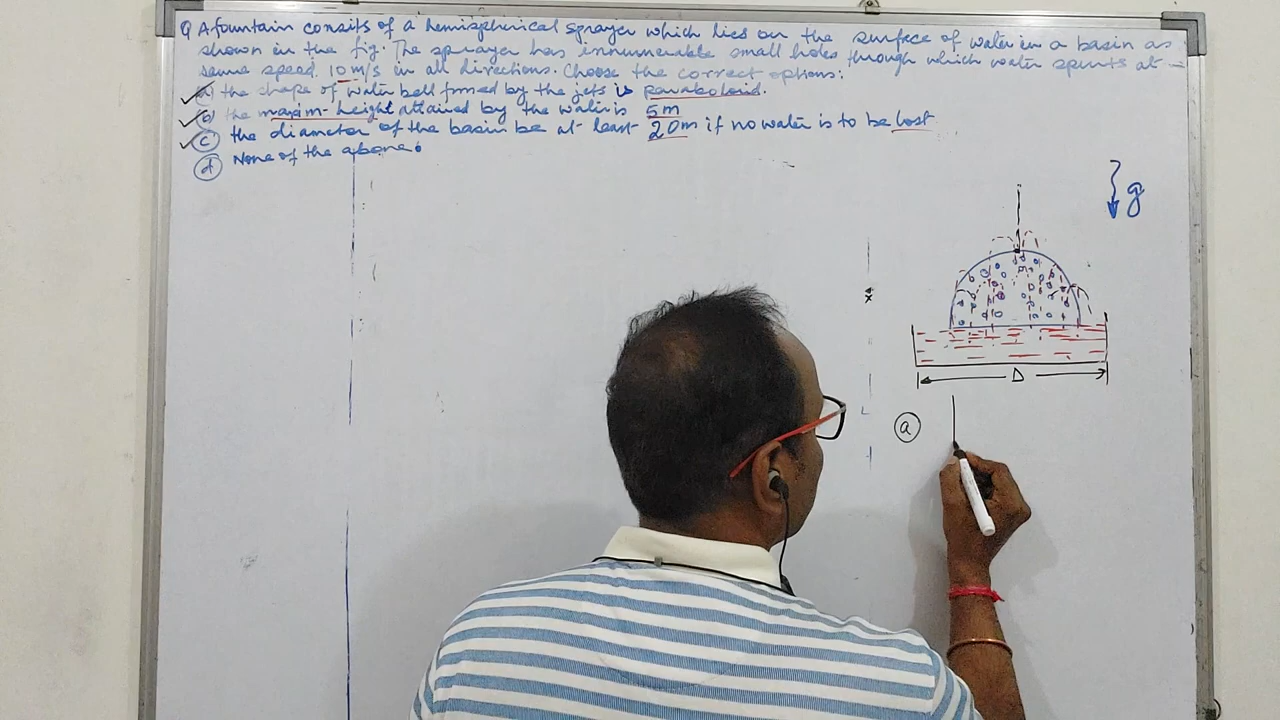 Q A fountain consits of a hemispherical sprayer which lies on the surface of water in a basin as
shown in the fig. The sprayer has innumerable small holes through which water spurts at
same speed 10 m/s in all directions. Choose the correct options:
a) the shape of water bell formed by the jets is paraboloid.
b) the maxim. height attained by the water is 5m
c) the diameter of the basin be at least 20m if no water is to be lost
d) None of the above
g
D
a